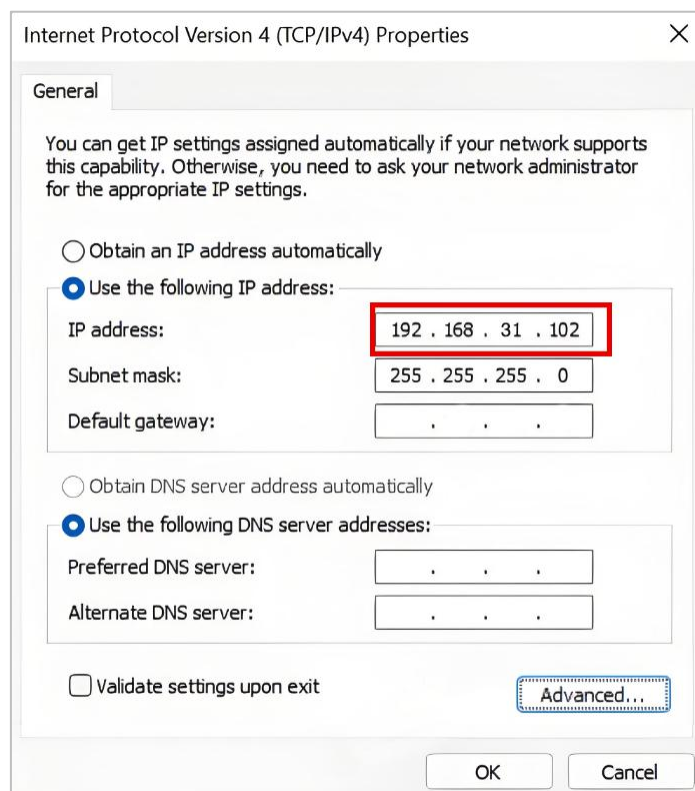 Internet Protocol Version 4 (TCP/IPv4) Properties
General
You can get IP settings assigned automatically if your network supports
this capability. Otherwise, you need to ask your network administrator
for the appropriate IP settings.
Obtain an IP address automatically
Use the following IP address:
IP address: 192 . 168 . 31 . 102
Subnet mask: 255 . 255 . 255 . 0
Default gateway: . . .
Obtain DNS server address automatically
Use the following DNS server addresses:
Preferred DNS server: . . .
Alternate DNS server: . . .
Validate settings upon exit
Advanced...
OK Cancel